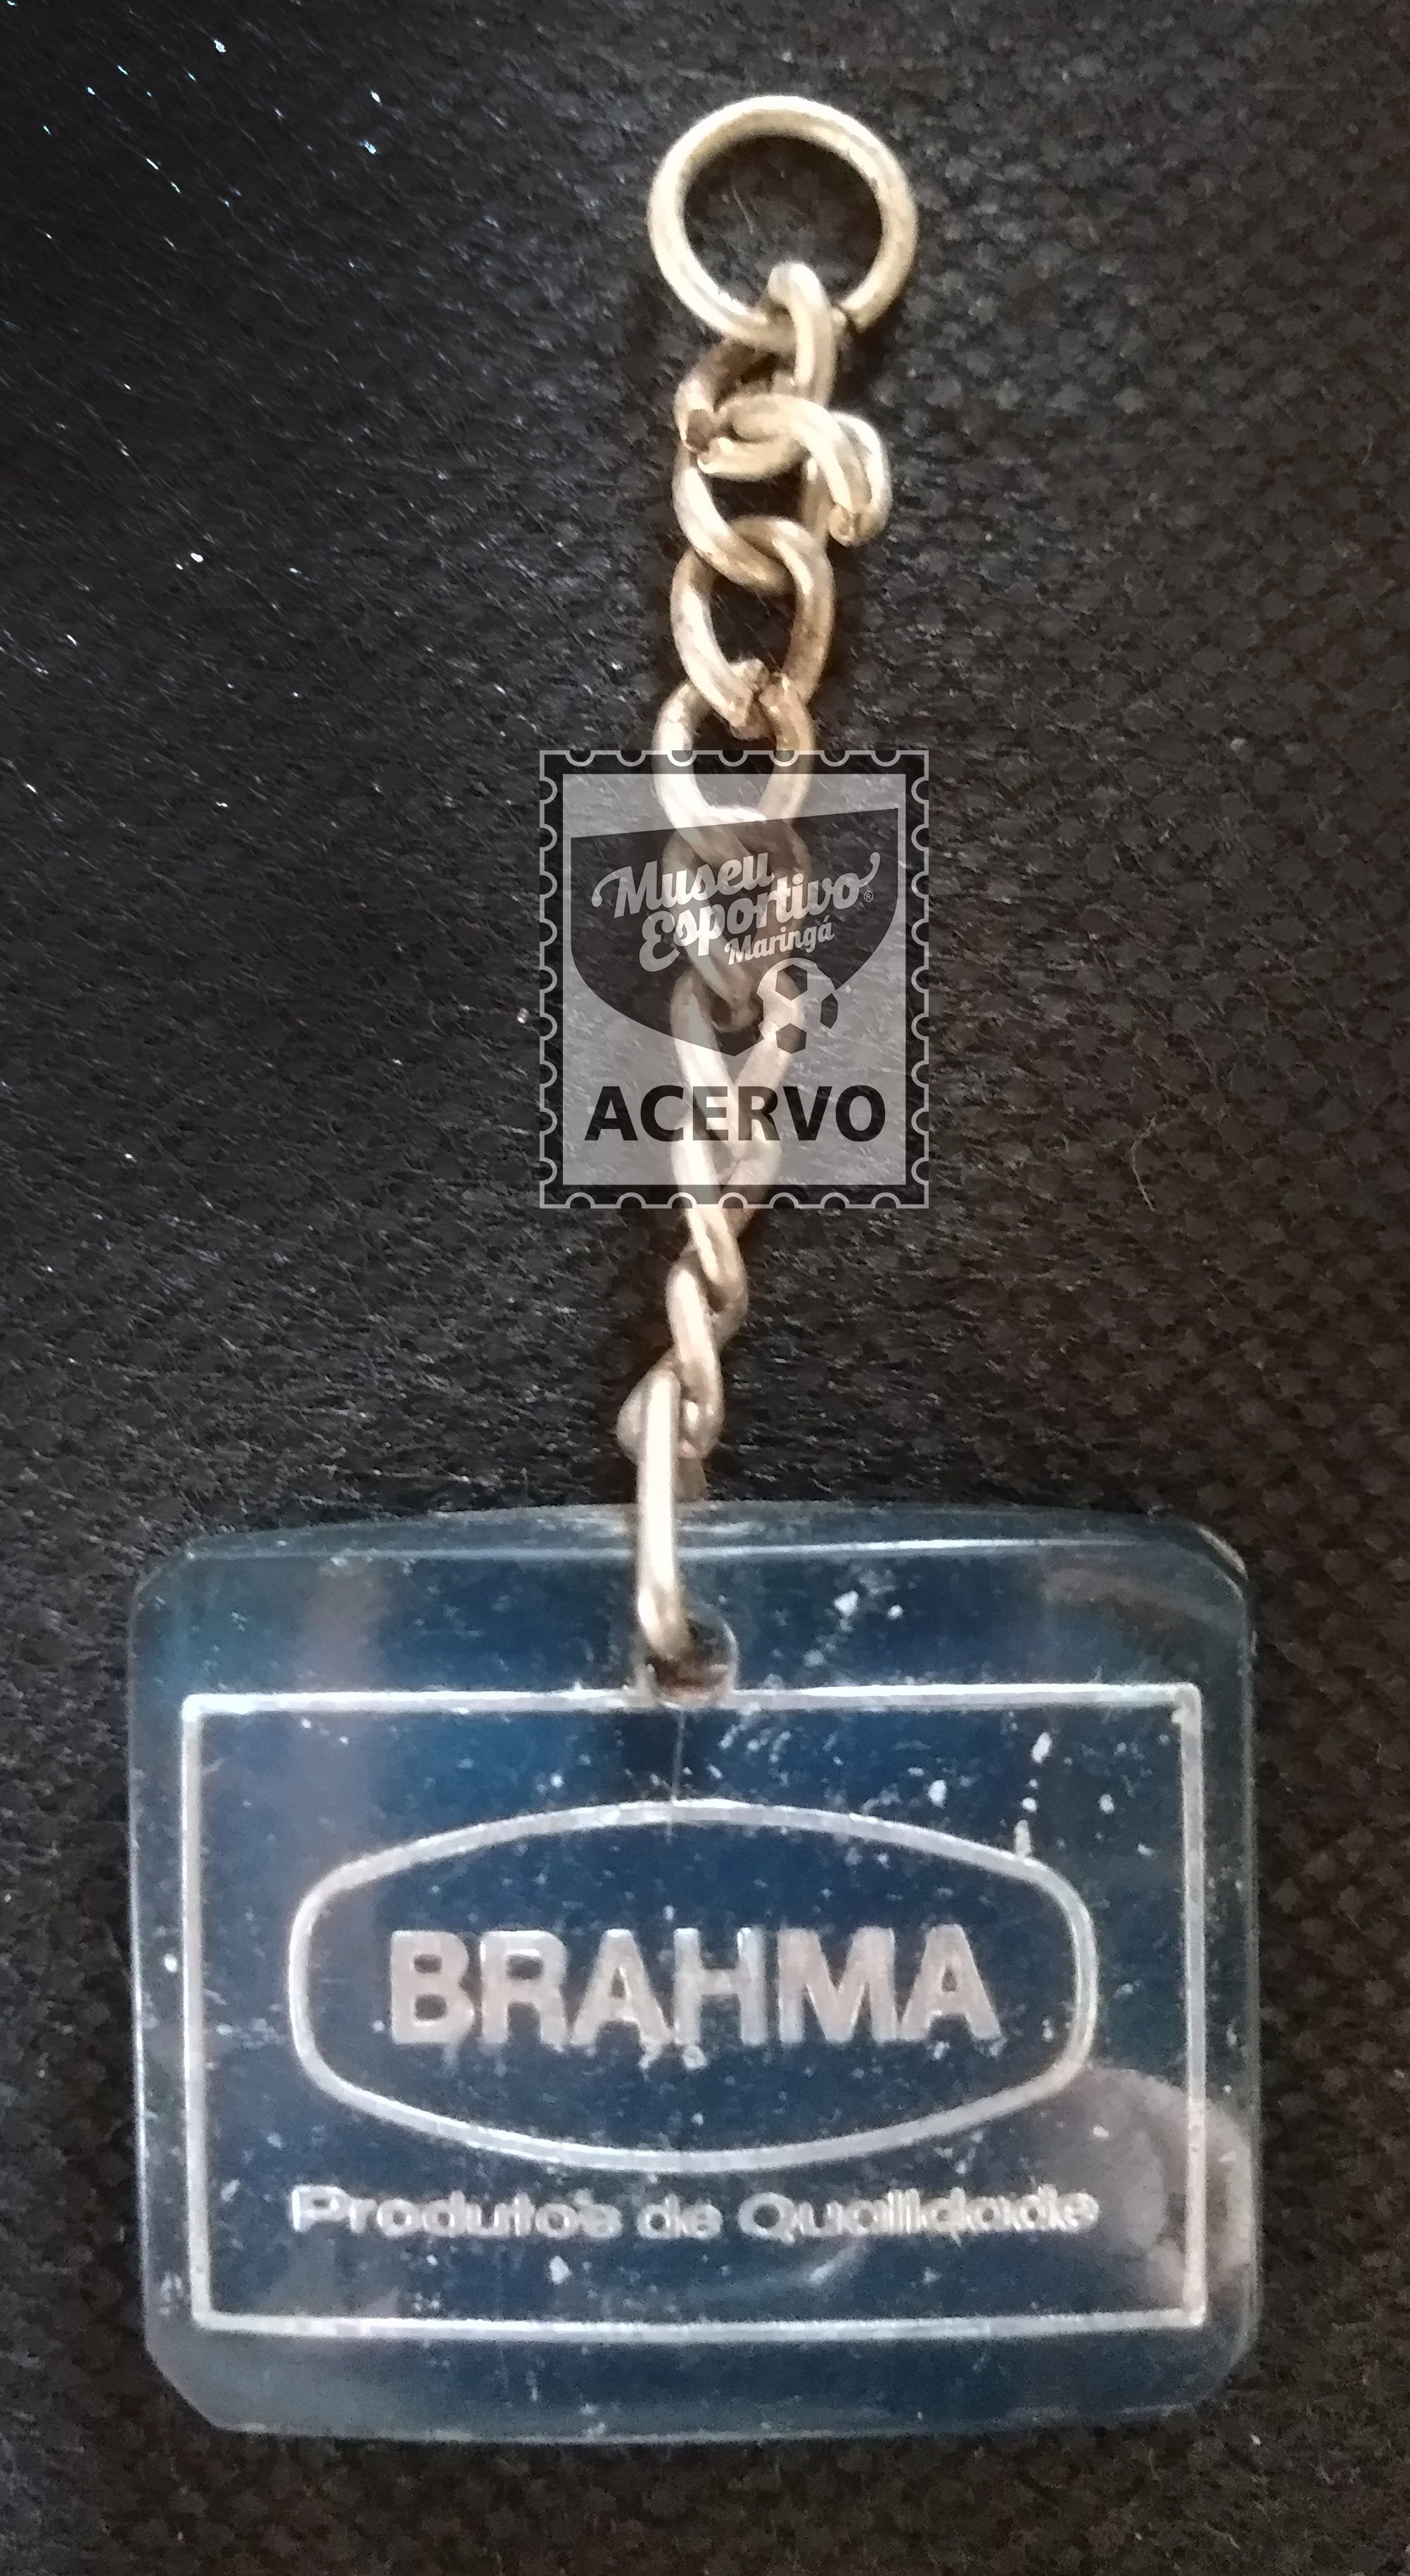 Museu
Esportivo®
Maringá
ACERVO
BRAHMA
Produtos de Qualidade